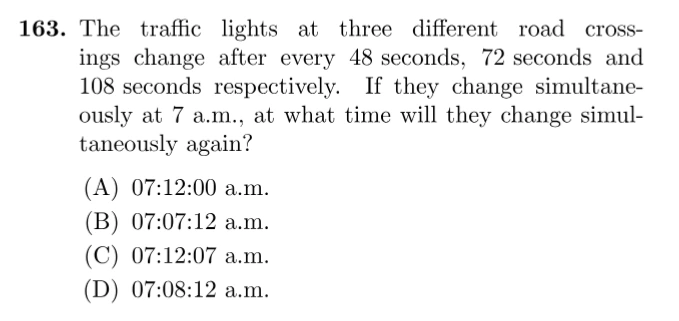 163. The traffic lights at three different road cross-
ings change after every 48 seconds, 72 seconds and
108 seconds respectively. If they change simultane-
ously at 7 a.m., at what time will they change simul-
taneously again?
(A) 07:12:00 a.m.
(B) 07:07:12 a.m.
(C) 07:12:07 a.m.
(D) 07:08:12 a.m.